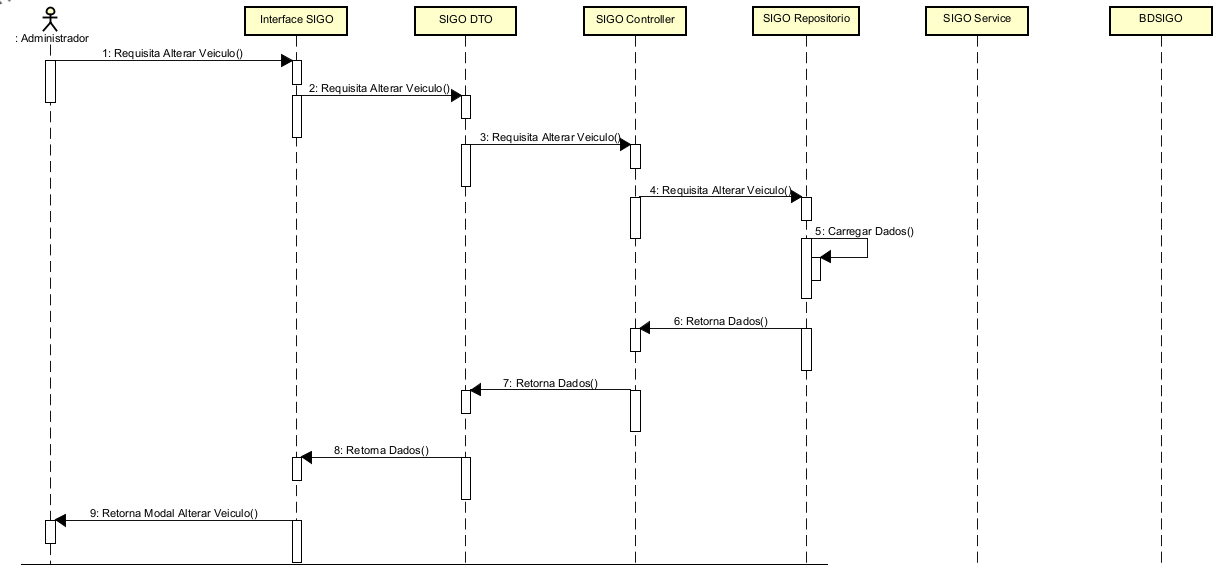 Interface SIGO
SIGO DTO
SIGO Controller
SIGO Repositorio
SIGO Service
BDSIGO
: Administrador
1: Requisita Alterar Veiculo()
2: Requisita Alterar Veiculo()
3: Requisita Alterar Veiculo()
4: Requisita Alterar Veiculo()
5: Carregar Dados()
6: Retorna Dados()
7: Retorna Dados()
8: Retorna Dados()
9: Retorna Modal Alterar Veiculo()